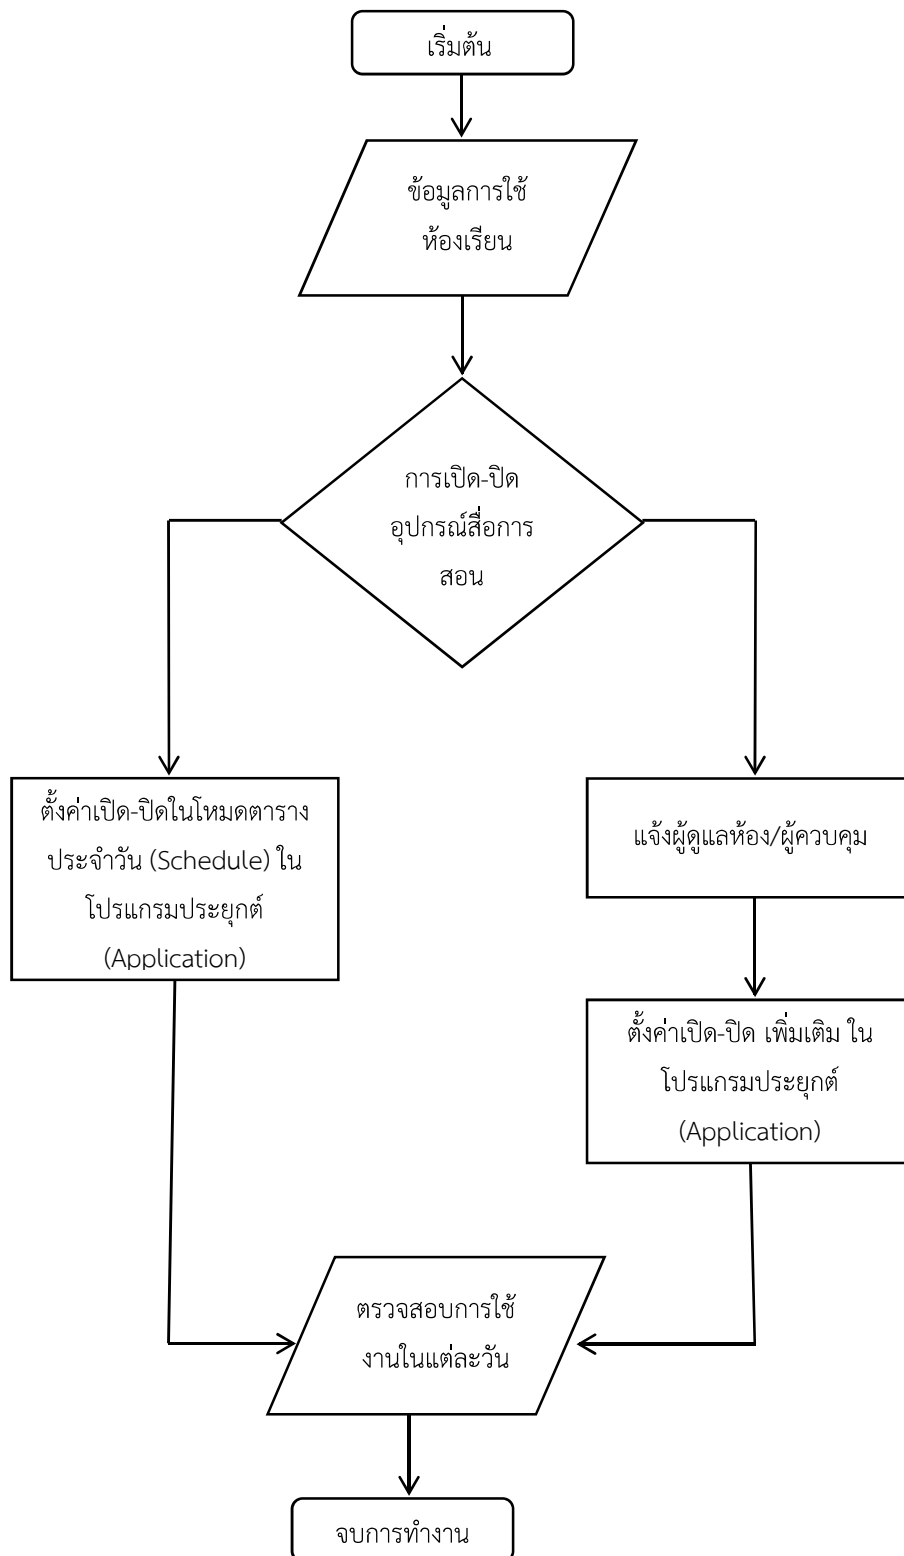 เริ่มต้น
ข้อมูลการใช้
ห้องเรียน
การเปิด-ปิด
อุปกรณ์สื่อการ
สอน
ตั้งค่าเปิด-ปิดในโหมดตาราง
ประจำวัน (Schedule) ใน
โปรแกรมประยุกต์
(Application)
แจ้งผู้ดูแลห้อง/ผู้ควบคุม
ตั้งค่าเปิด-ปิด เพิ่มเติม ใน
โปรแกรมประยุกต์
(Application)
ตรวจสอบการใช้
งานในแต่ละวัน
จบการทำงาน